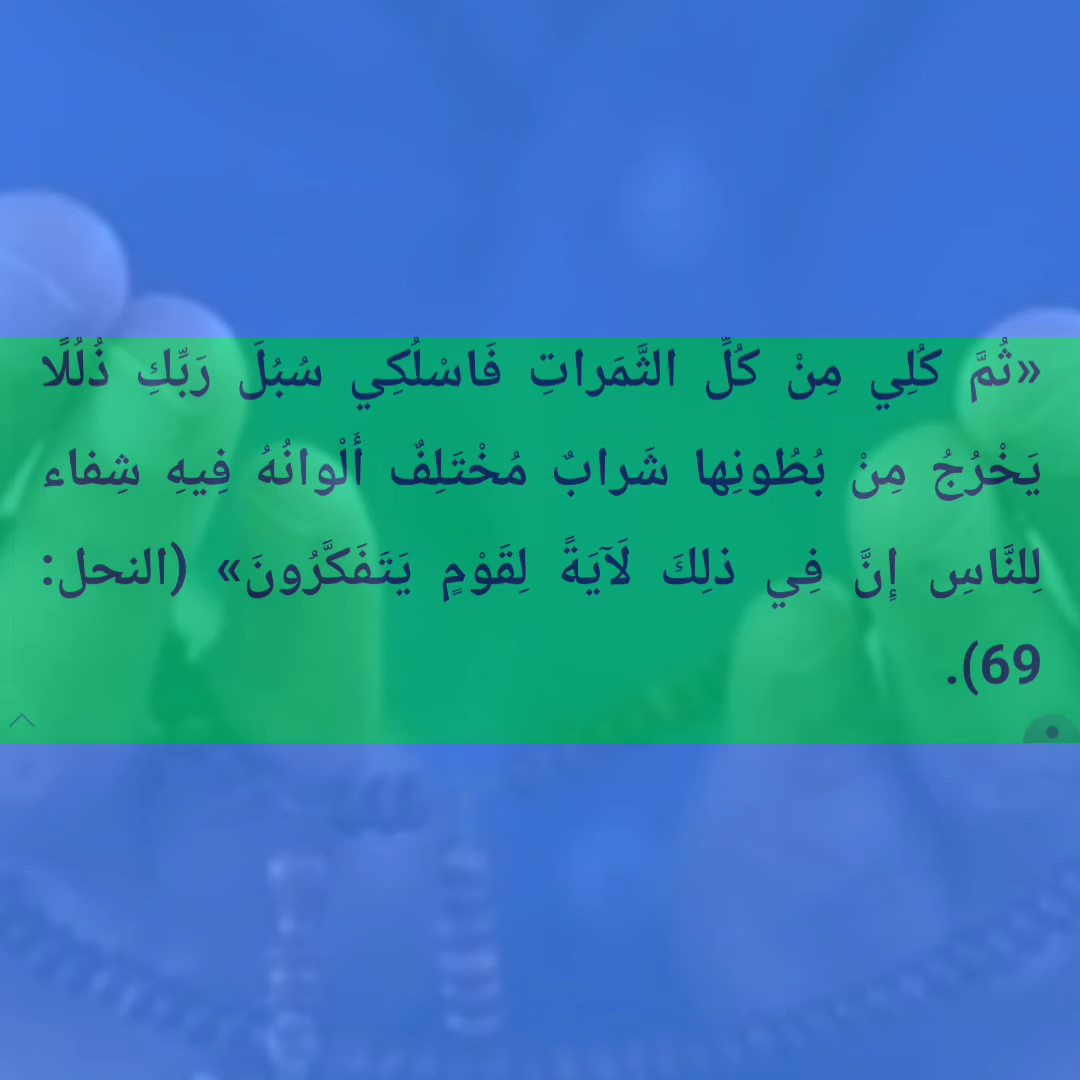 «ثُمَّ كُلِي مِنْ كُلِّ الثَّمَراتِ فَاسْلُكِي سُبُلَ رَبِّكِ ذُلُلًا
يَخْرُجُ مِنْ بُطُونِها شَرابٌ مُخْتَلِفٌ أَلْوانُهُ فِيهِ شِفاء
لِلنَّاسِ إِنَّ فِي ذلِكَ لَآيَةً لِقَوْمٍ يَتَفَكَّرُونَ» (النحل:
69).